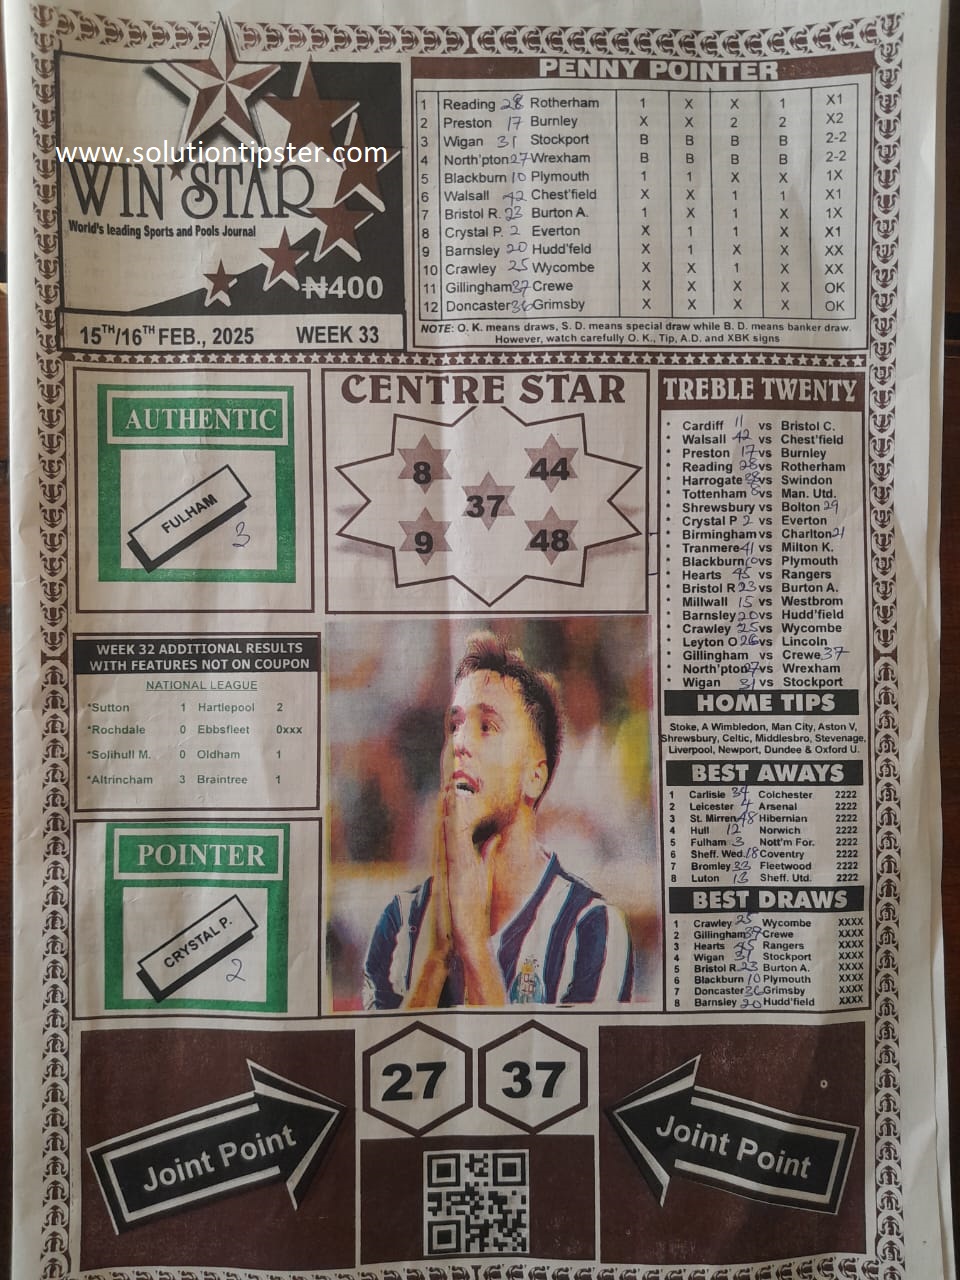 www.solutiontipster.com
WIN STAR
World's leading Sports and Pools Journal
₦400
15TH/16TH FEB., 2025 WEEK 33
PENNY POINTER
1 Reading 28 Rotherham 1 X X 1 X1
2 Preston 17 Burnley X X 2 2 X2
3 Wigan 31 Stockport B B B B 2-2
4 North'pton 27 Wrexham B B B B 2-2
5 Blackburn 10 Plymouth 1 1 X X 1X
6 Walsall 42 Chest'field X X 1 1 X1
7 Bristol R. 23 Burton A. 1 X 1 X 1X
8 Crystal P. 2 Everton X 1 1 X X1
9 Barnsley 20 Hudd'feld X 1 X X XX
10 Crawley 25 Wycombe X X 1 X XX
11 Gillingham 37 Crewe X X X X OK
12 Doncaster 36 Grimsby X X X X OK
NOTE: O. K. means draws, S. D. means special draw while B. D. means banker draw.
However, watch carefully O. K., Tip, A.D. and XBK signs
AUTHENTIC
FULHAM
3
CENTRE STAR
8 44
37
9 48
TREBLE TWENTY
Cardiff 11 vs Bristol C.
Walsall 42 vs Chest'field
Preston 17 vs Burnley
Reading 28 vs Rotherham
Harrogate 38 vs Swindon
Tottenham 8 vs Man. Utd.
Shrewsbury vs Bolton 29
Crystal P 2 vs Everton
Birmingham vs Charlton 21
Tranmere 41 vs Milton K.
Blackburn 10 vs Plymouth
Hearts 45 vs Rangers
Bristol R 23 vs Burton A.
Millwall 15 vs Westbrom
Barnsley 20 vs Hudd'field
Crawley 25 vs Wycombe
Leyton O 26 vs Lincoln
Gillingham vs Crewe 37
North'pton 27 vs Wrexham
Wigan 31 vs Stockport
WEEK 32 ADDITIONAL RESULTS
WITH FEATURES NOT ON COUPON
NATIONAL LEAGUE
*Sutton 1 Hartlepool 2
*Rochdale 0 Ebbsfleet 0xxx
*Solihull M. 0 Oldham 1
*Altrincham 3 Braintree 1
HOME TIPS
Stoke, A Wimbledon, Man City, Aston V,
Shrewsbury, Celtic, Middlesbro, Stevenage,
Liverpool, Newport, Dundee & Oxford U.
BEST AWAYS
1 Carlisle 34 Colchester 2222
2 Leicester 4 Arsenal 2222
3 St. Mirren 48 Hibernian 2222
4 Hull 12 Norwich 2222
5 Fulham 3 Nott'm For. 2222
6 Sheff. Wed. 18 Coventry 2222
7 Bromley 33 Fleetwood 2222
8 Luton 13 Sheff. Utd. 2222
POINTER
CRYSTAL P.
2
BEST DRAWS
1 Crawley 25 Wycombe XXXX
2 Gillingham 37 Crewe XXXX
3 Hearts 45 Rangers XXXX
4 Wigan 31 Stockport XXXX
5 Bristol R. 23 Burton A. XXXX
6 Blackburn 10 Plymouth XXXX
7 Doncaster 36 Grimsby XXXX
8 Barnsley 20 Hudd'field XXXX
Joint Point
27 37
Joint Point